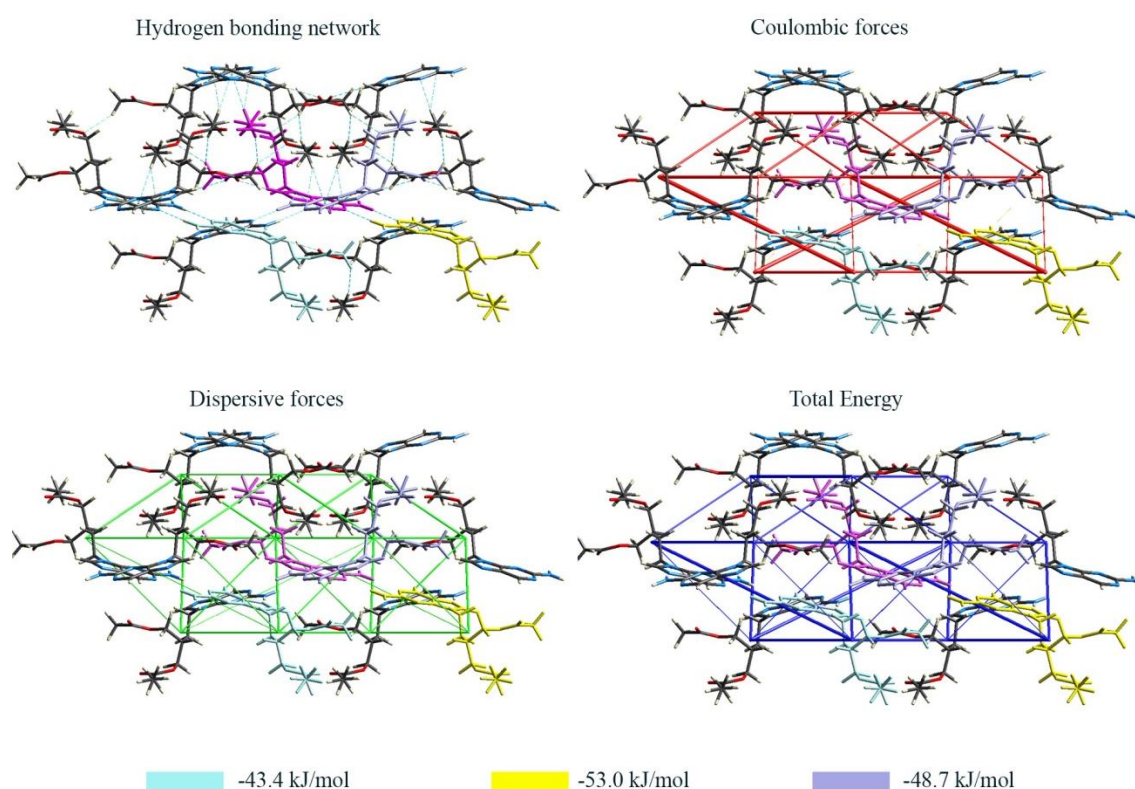 Hydrogen bonding network
Coulombic forces
Dispersive forces
Total Energy
-43.4 kJ/mol
-53.0 kJ/mol
-48.7 kJ/mol